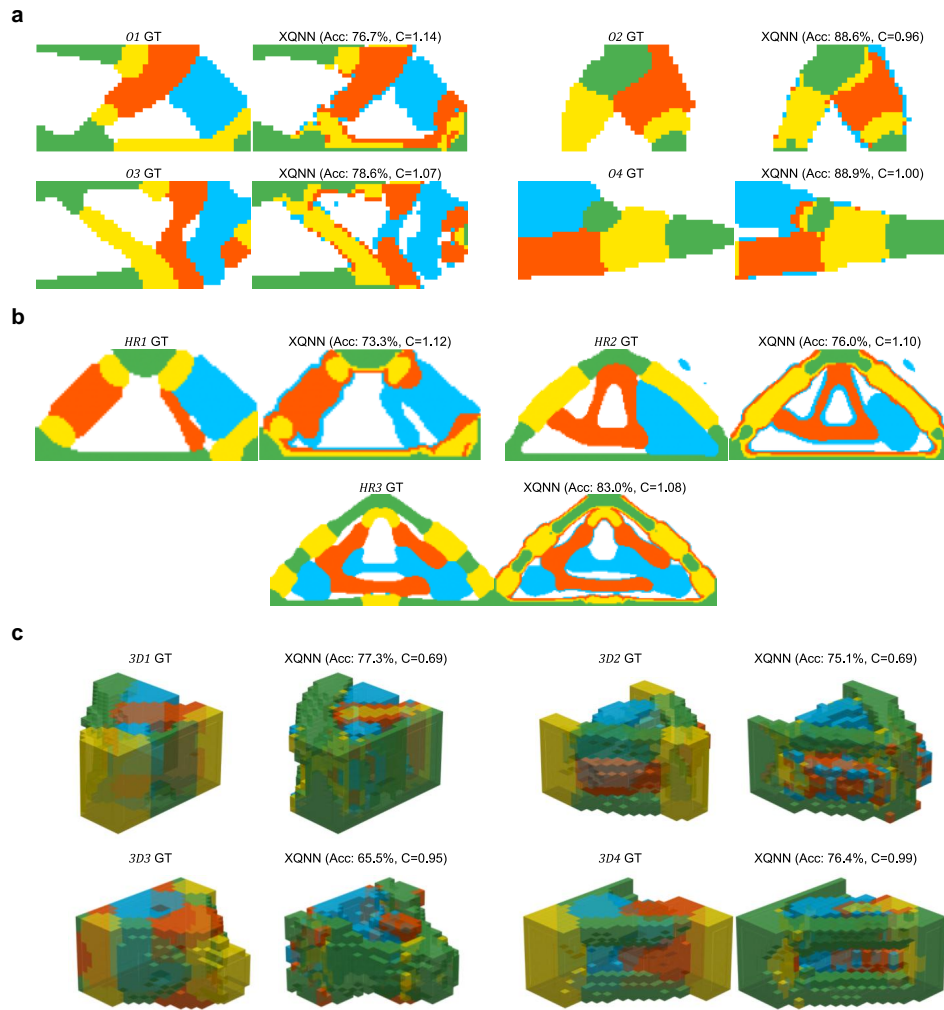 a
O1 GT
XQNN (Acc: 76.7%, C=1.14)
O2 GT
XQNN (Acc: 88.6%, C=0.96)
O3 GT
XQNN (Acc: 78.6%, C=1.07)
O4 GT
XQNN (Acc: 88.9%, C=1.00)
b
HR1 GT
XQNN (Acc: 73.3%, C=1.12)
HR2 GT
XQNN (Acc: 76.0%, C=1.10)
HR3 GT
XQNN (Acc: 83.0%, C=1.08)
c
3D1 GT
XQNN (Acc: 77.3%, C=0.69)
3D2 GT
XQNN (Acc: 75.1%, C=0.69)
3D3 GT
XQNN (Acc: 65.5%, C=0.95)
3D4 GT
XQNN (Acc: 76.4%, C=0.99)